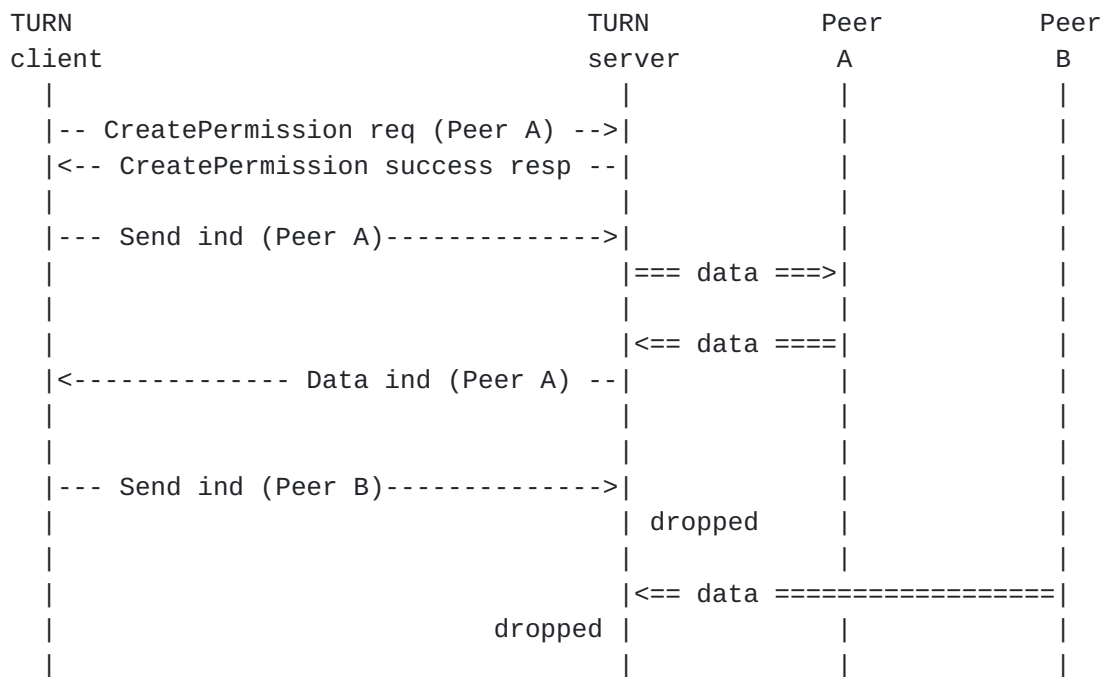 TURN                                 TURN          Peer          Peer
client                               server          A             B
  |                                    |             |             |
  |-- CreatePermission req (Peer A) -->|             |             |
  |<-- CreatePermission success resp --|             |             |
  |                                    |             |             |
  |--- Send ind (Peer A)-------------->|             |             |
  |                                    |=== data ===>|             |
  |                                    |             |             |
  |                                    |<== data ====|             |
  |<-------------- Data ind (Peer A) --|             |             |
  |                                    |             |             |
  |                                    |             |             |
  |--- Send ind (Peer B)-------------->|             |             |
  |                                    | dropped     |             |
  |                                    |             |             |
  |                                    |<== data ==================|
  |                            dropped |             |             |
  |                                    |             |             |